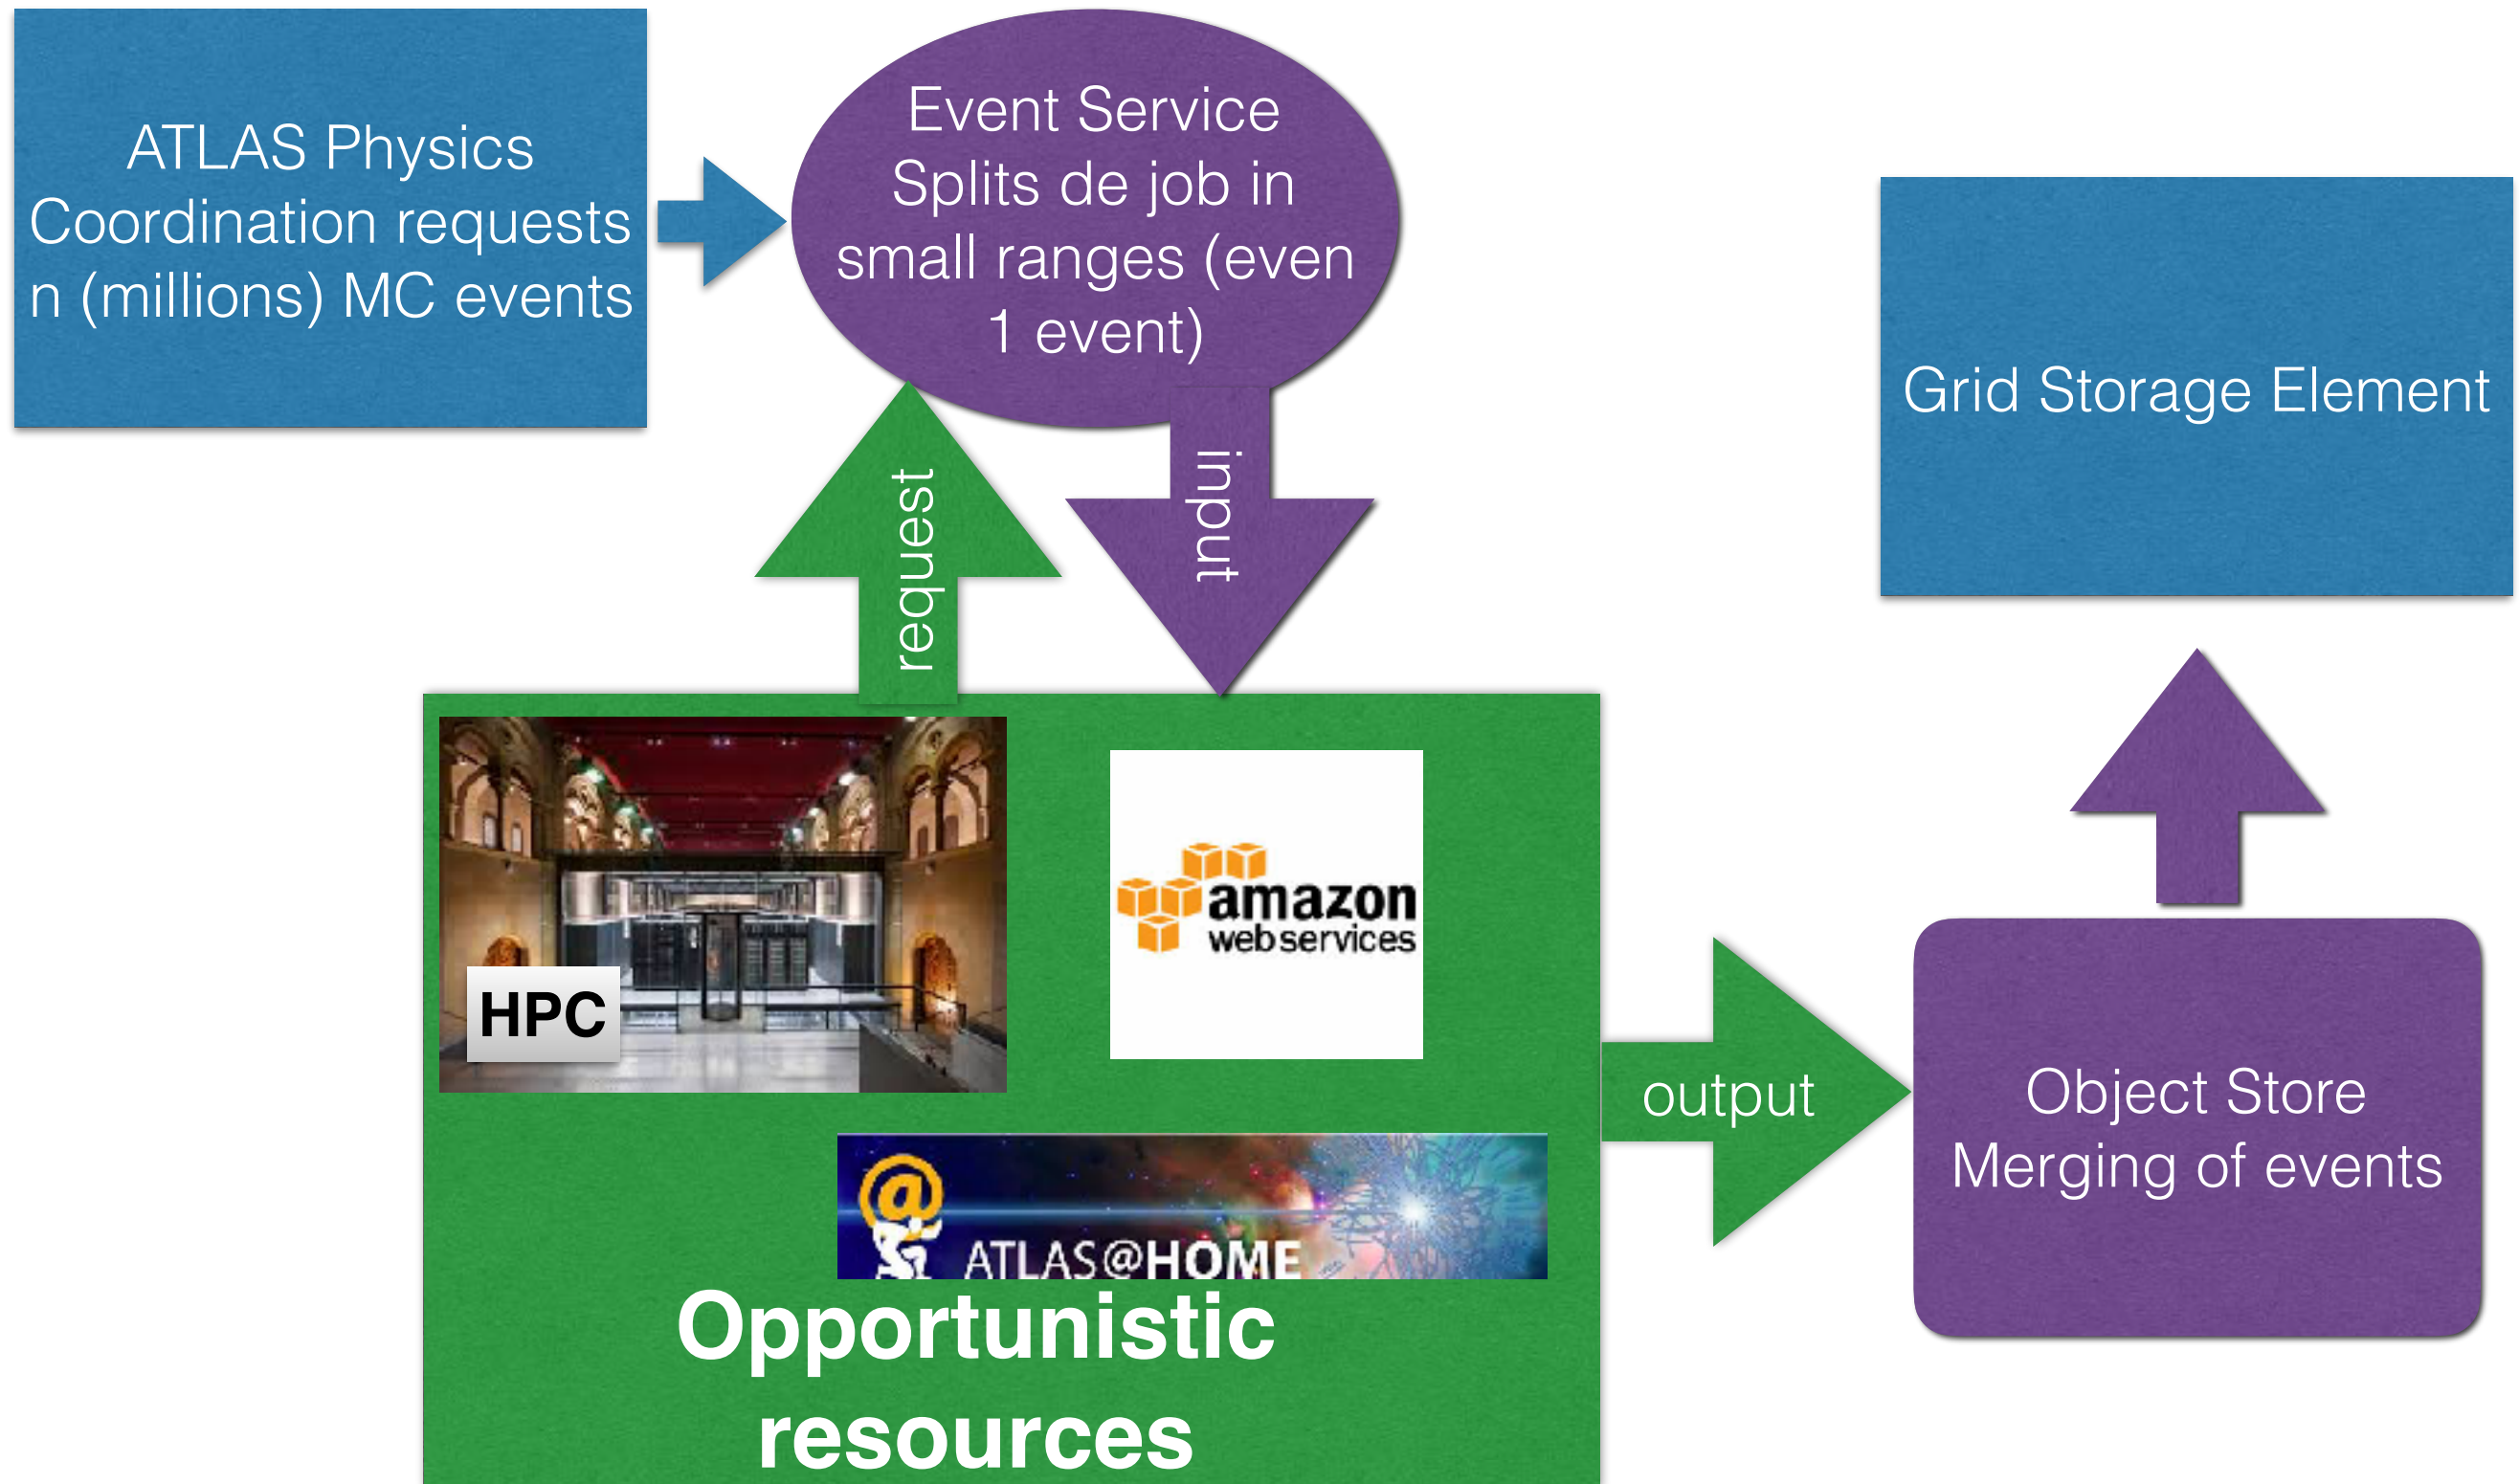 ATLAS Physics
Coordination requests
n (millions) MC events
Event Service
Splits de job in
small ranges (even
1 event)
Grid Storage Element
request
input
HPC
amazon
webservices
@
ATLAS@HOME
Opportunistic
resources
output
Object Store
Merging of events